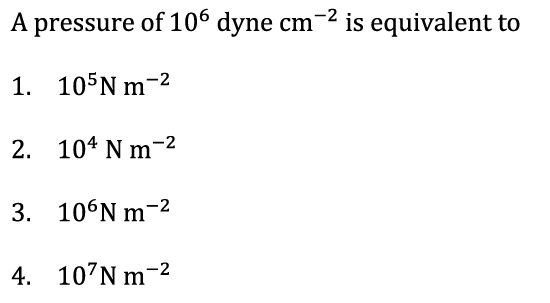 A pressure of 10⁶ dyne cm⁻² is equivalent to
1. 10⁵N m⁻²
2. 10⁴ N m⁻²
3. 10⁶N m⁻²
4. 10⁷N m⁻²